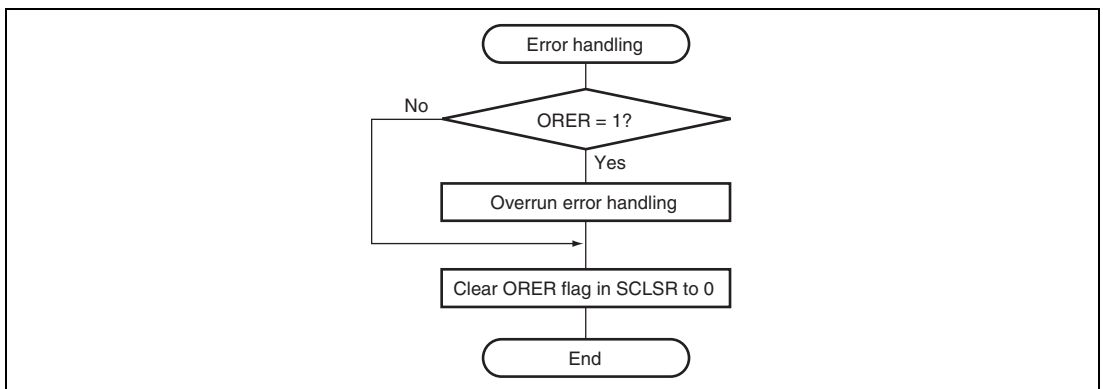 Error handling
No
ORER = 1?
Yes
Overrun error handling
Clear ORER flag in SCLSR to 0
End